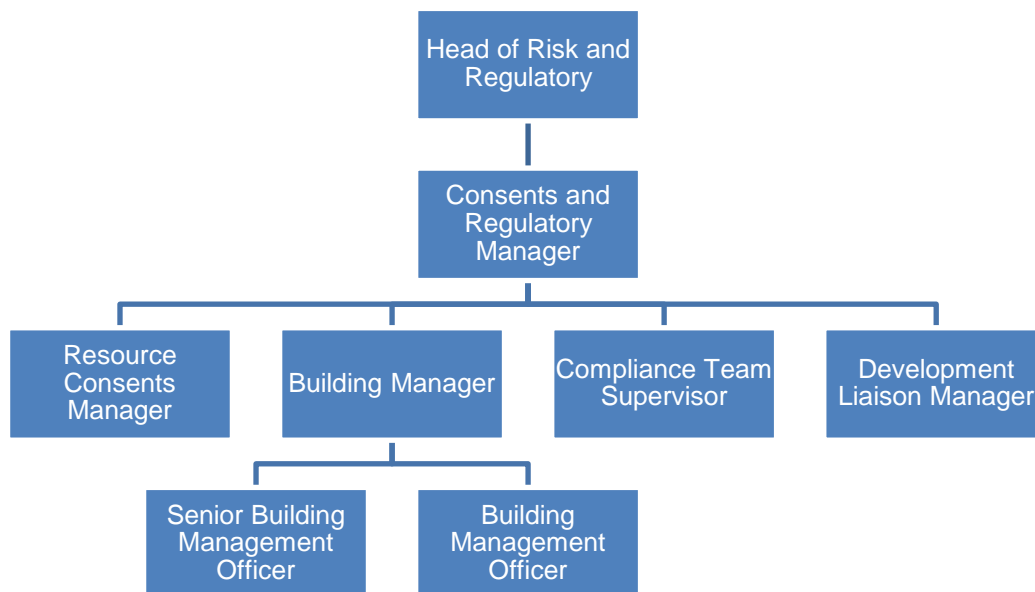 Head of Risk and
Regulatory
Consents and
Regulatory
Manager
Resource
Consents
Manager
Building Manager
Compliance Team
Supervisor
Development
Liaison Manager
Senior Building
Management
Officer
Building
Management
Officer